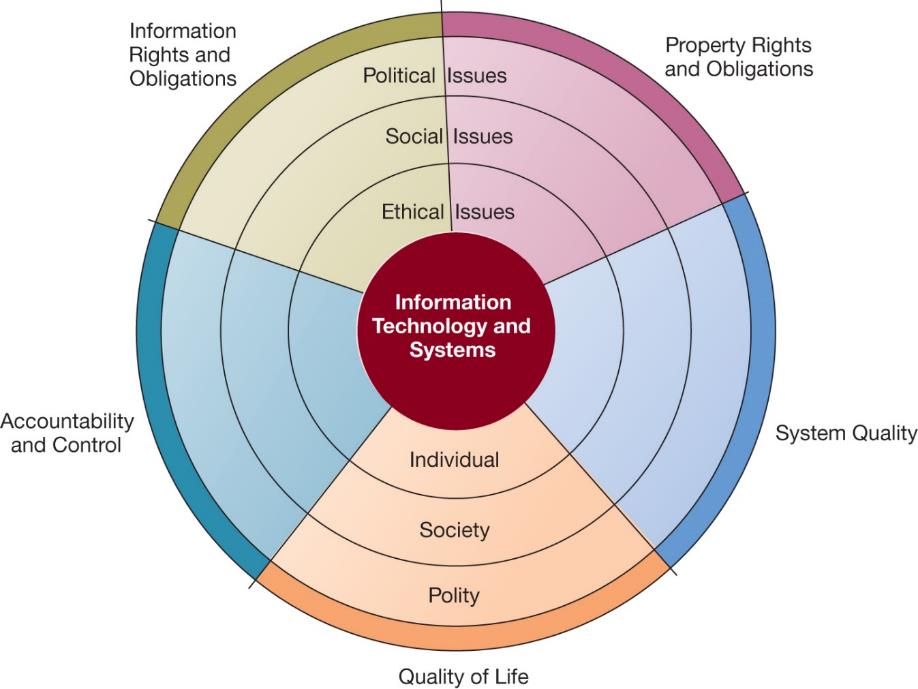 Information
Rights and
Obligations
Property Rights
and Obligations
Political Issues
Social Issues
Ethical Issues
Information
Technology and
Systems
Accountability
and Control
System Quality
Individual
Society
Polity
Quality of Life